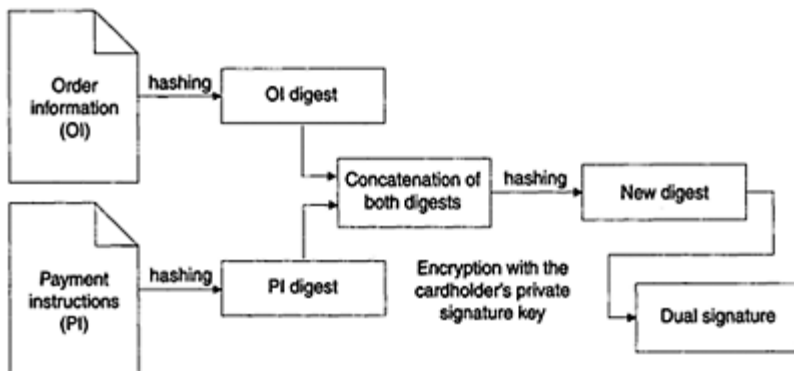 Order
information
(OI)
hashing
OI digest
Concatenation of
both digests
hashing
New digest
Payment
instructions
(PI)
hashing
PI digest
Encryption with the
cardholder's private
signature key
Dual signature